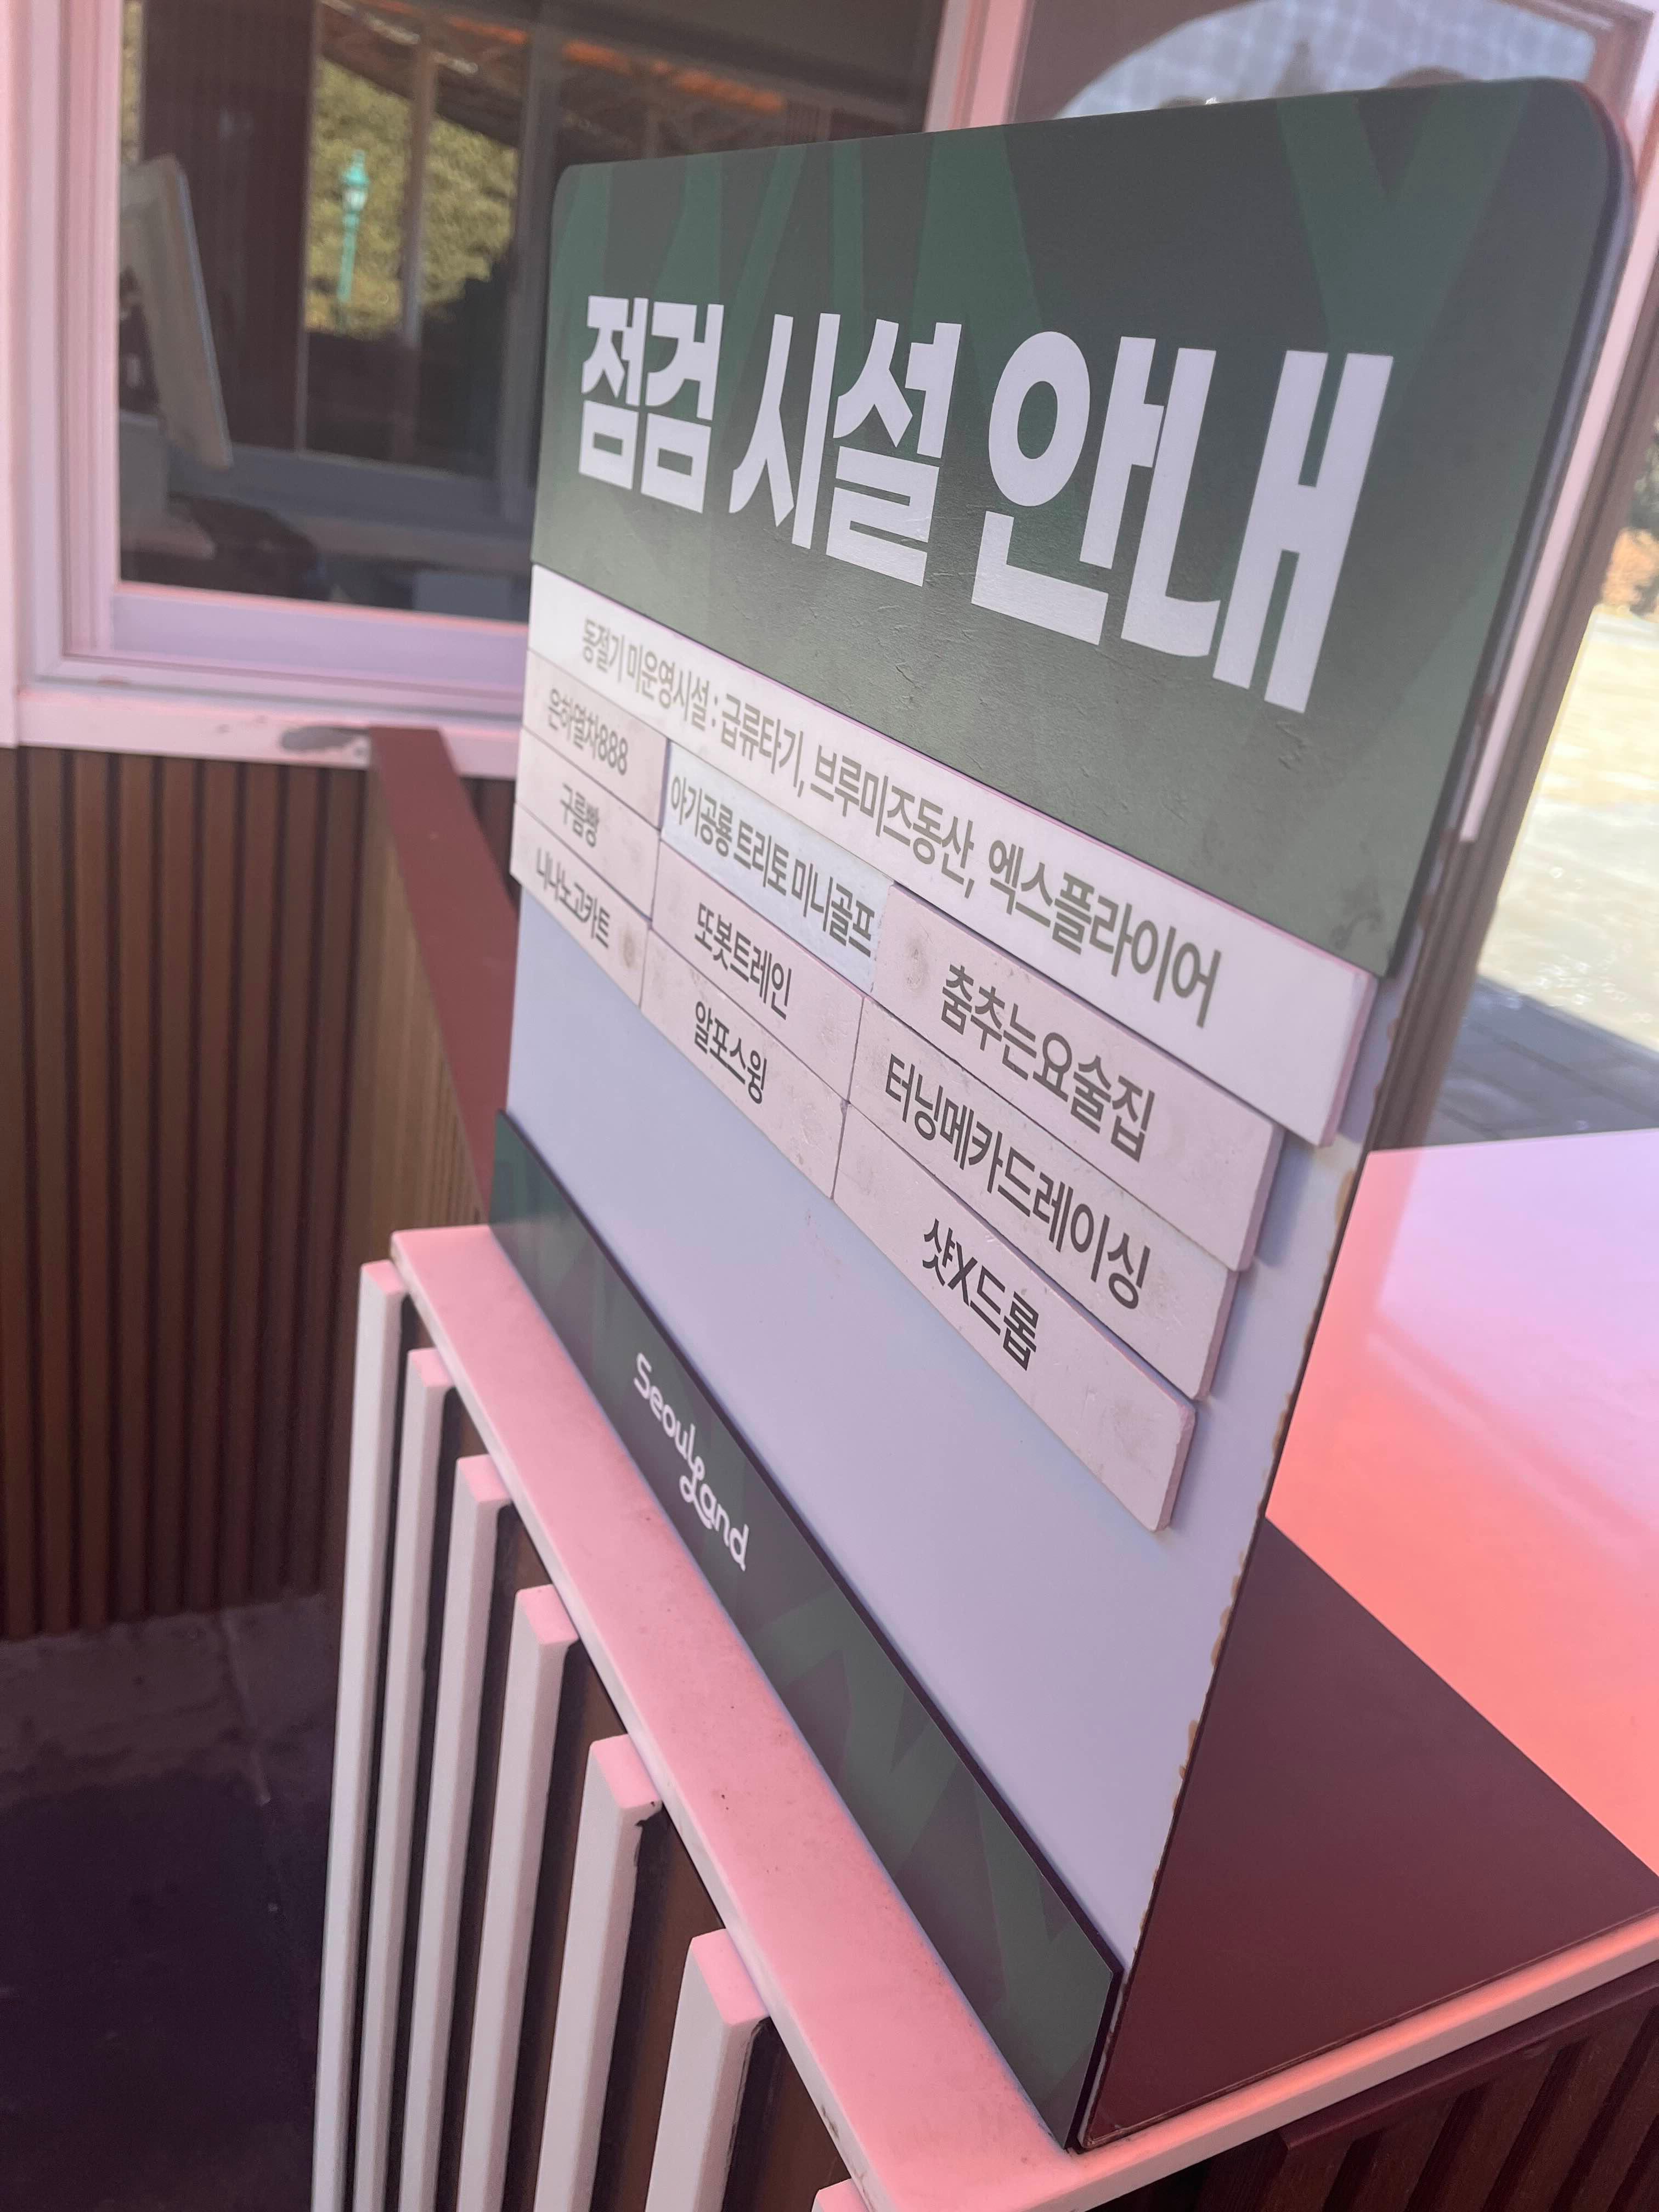 점검 시설 안내
동절기 미운영시설 : 급류타기, 브루미즈동산, 엑스플라이어
은하열차888 아기공룡 트리토 미니골프 춤추는요술집
구름빵 또봇트레인 터닝메카드레이싱
나나노고카트 알포스윙 샷X드롭
SeoulLand